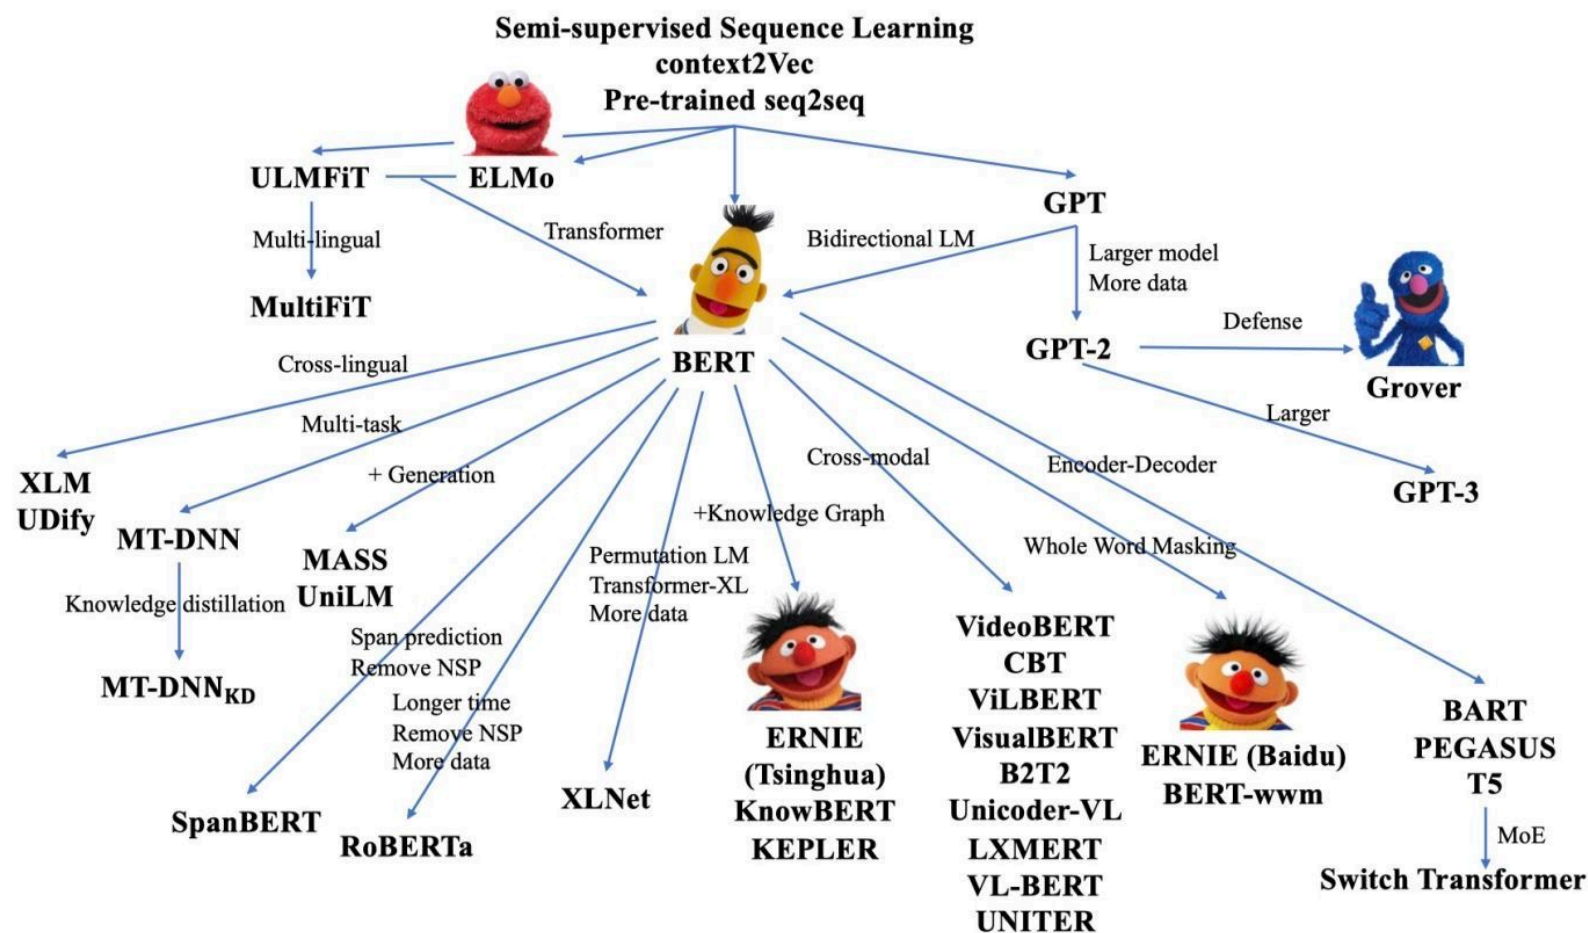 Semi-supervised Sequence Learning
context2Vec
Pre-trained seq2seq
ULMFiT
ELMo
GPT
Multi-lingual
Transformer
Bidirectional LM
Larger model
More data
MultiFiT
BERT
GPT-2
Defense
Grover
Cross-lingual
Larger
Multi-task
Cross-modal
Encoder-Decoder
+ Generation
GPT-3
XLM
UDify
+Knowledge Graph
MT-DNN
Whole Word Masking
MASS
UniLM
Permutation LM
Transformer-XL
More data
Knowledge distillation
Span prediction
Remove NSP
MT-DNNKD
Longer time
Remove NSP
More data
SpanBERT
RoBERTa
XLNet
ERNIE
(Tsinghua)
KnowBERT
KEPLER
VideoBERT
CBT
ViLBERT
VisualBERT
B2T2
Unicoder-VL
LXMERT
VL-BERT
UNITER
ERNIE (Baidu)
BERT-wwm
BART
PEGASUS
T5
MoE
Switch Transformer